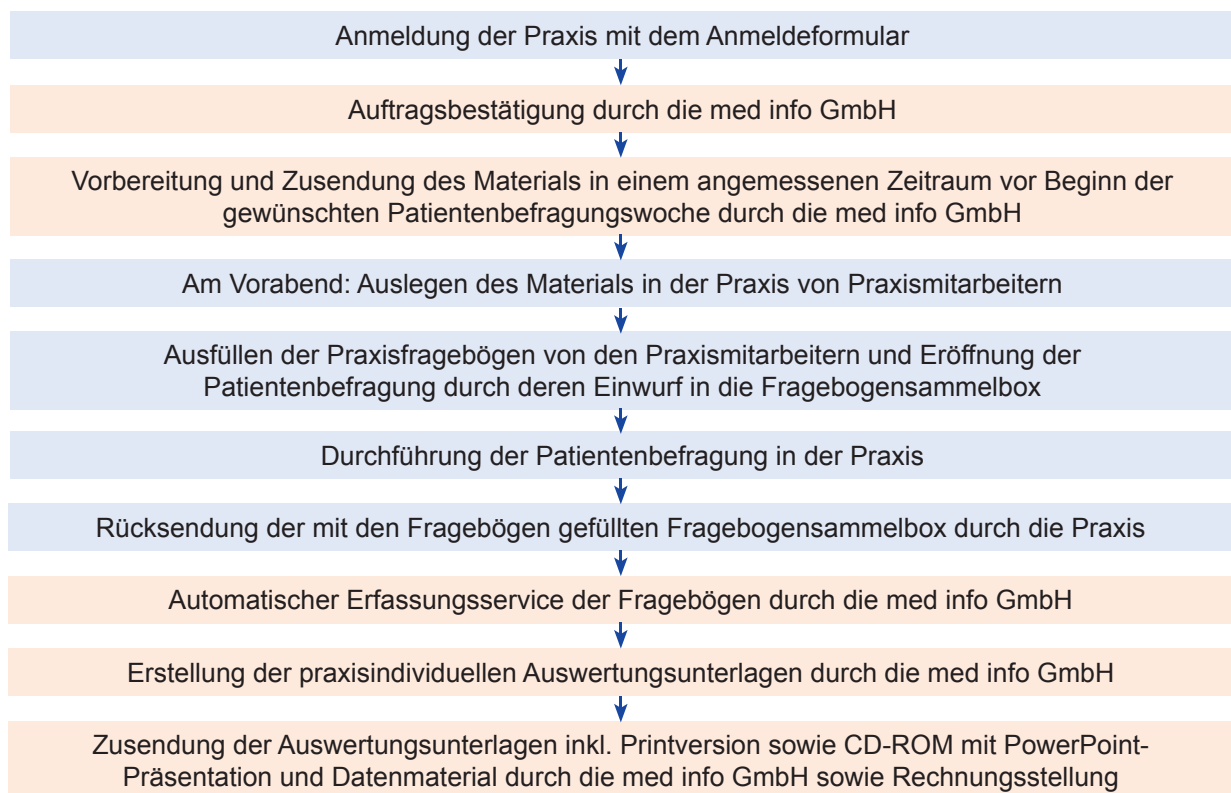 Anmeldung der Praxis mit dem Anmeldeformular
Auftragsbestätigung durch die med info GmbH
Vorbereitung und Zusendung des Materials in einem angemessenen Zeitraum vor Beginn der
gewünschten Patientenbefragungswoche durch die med info GmbH
Am Vorabend: Auslegen des Materials in der Praxis von Praxismitarbeitern
Ausfüllen der Praxisfragebögen von den Praxismitarbeitern und Eröffnung der
Patientenbefragung durch deren Einwurf in die Fragebogensammelbox
Durchführung der Patientenbefragung in der Praxis
Rücksendung der mit den Fragebögen gefüllten Fragebogensammelbox durch die Praxis
Automatischer Erfassungsservice der Fragebögen durch die med info GmbH
Erstellung der praxisindividuellen Auswertungsunterlagen durch die med info GmbH
Zusendung der Auswertungsunterlagen inkl. Printversion sowie CD-ROM mit PowerPoint-
Präsentation und Datenmaterial durch die med info GmbH sowie Rechnungsstellung